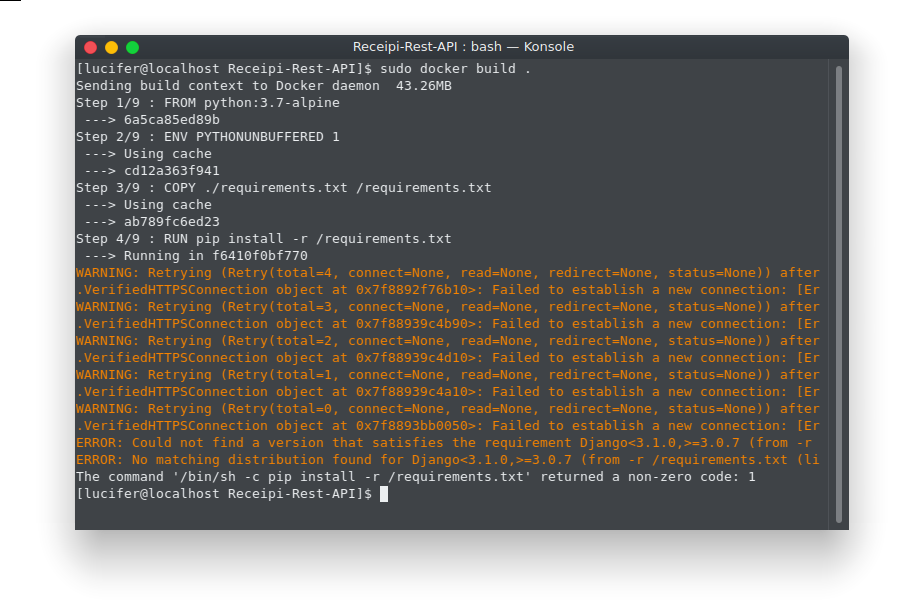 Receipi-Rest-API : bash — Konsole
[lucifer@localhost Receipi-Rest-API]$ sudo docker build .
Sending build context to Docker daemon  43.26MB
Step 1/9 : FROM python:3.7-alpine
 ---> 6a5ca85ed89b
Step 2/9 : ENV PYTHONUNBUFFERED 1
 ---> Using cache
 ---> cd12a363f941
Step 3/9 : COPY ./requirements.txt /requirements.txt
 ---> Using cache
 ---> ab789fc6ed23
Step 4/9 : RUN pip install -r /requirements.txt
 ---> Running in f6410f0bf770
WARNING: Retrying (Retry(total=4, connect=None, read=None, redirect=None, status=None)) after
.VerifiedHTTPSConnection object at 0x7f8892f76b10>: Failed to establish a new connection: [Er
WARNING: Retrying (Retry(total=3, connect=None, read=None, redirect=None, status=None)) after
.VerifiedHTTPSConnection object at 0x7f88939c4b90>: Failed to establish a new connection: [Er
WARNING: Retrying (Retry(total=2, connect=None, read=None, redirect=None, status=None)) after
.VerifiedHTTPSConnection object at 0x7f88939c4d10>: Failed to establish a new connection: [Er
WARNING: Retrying (Retry(total=1, connect=None, read=None, redirect=None, status=None)) after
.VerifiedHTTPSConnection object at 0x7f88939c4a10>: Failed to establish a new connection: [Er
WARNING: Retrying (Retry(total=0, connect=None, read=None, redirect=None, status=None)) after
.VerifiedHTTPSConnection object at 0x7f8893bb0050>: Failed to establish a new connection: [Er
ERROR: Could not find a version that satisfies the requirement Django<3.1.0,>=3.0.7 (from -r
ERROR: No matching distribution found for Django<3.1.0,>=3.0.7 (from -r /requirements.txt (li
The command '/bin/sh -c pip install -r /requirements.txt' returned a non-zero code: 1
[lucifer@localhost Receipi-Rest-API]$